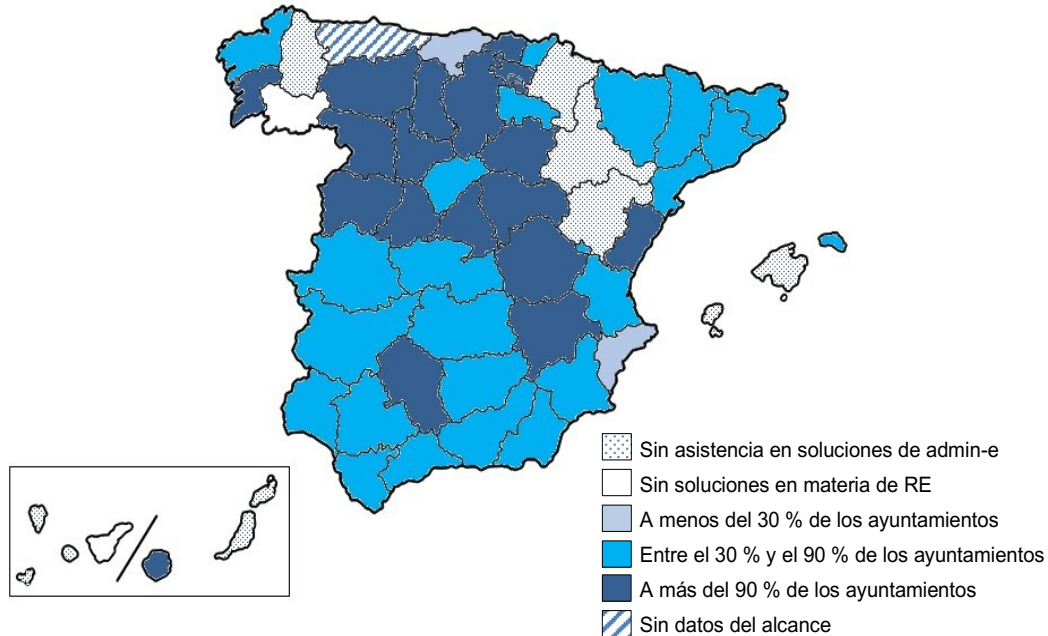 Sin asistencia en soluciones de admin-e
Sin soluciones en materia de RE
A menos del 30 % de los ayuntamientos
Entre el 30 % y el 90 % de los ayuntamientos
A más del 90 % de los ayuntamientos
Sin datos del alcance